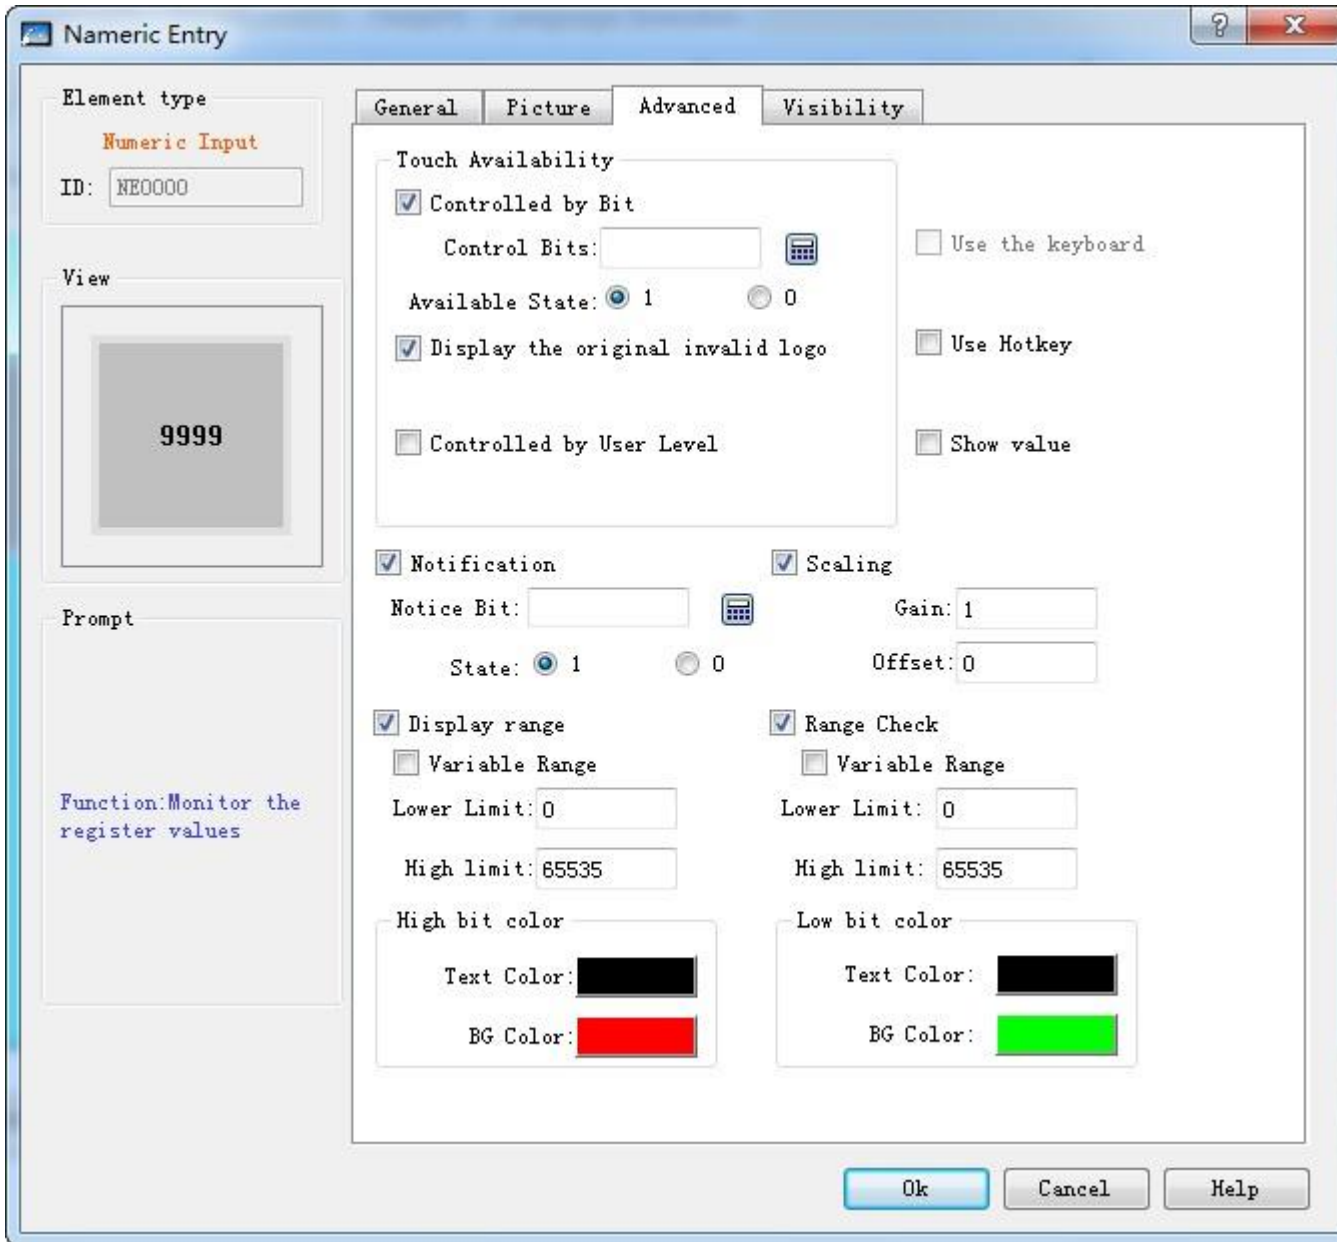 Nameric Entry
Element type
Numeric Input
ID: NE0000
View
9999
Prompt
Function:Monitor the
register values
General Picture Advanced Visibility
Touch Availability
Controlled by Bit
Control Bits:
Available State: 1 0
Display the original invalid logo
Controlled by User Level
Use the keyboard
Use Hotkey
Show value
Notification
Notice Bit:
State: 1 0
Scaling
Gain: 1
Offset: 0
Display range
Variable Range
Lower Limit: 0
High limit: 65535
Range Check
Variable Range
Lower Limit: 0
High limit: 65535
High bit color
Text Color:
BG Color:
Low bit color
Text Color:
BG Color:
Ok Cancel Help